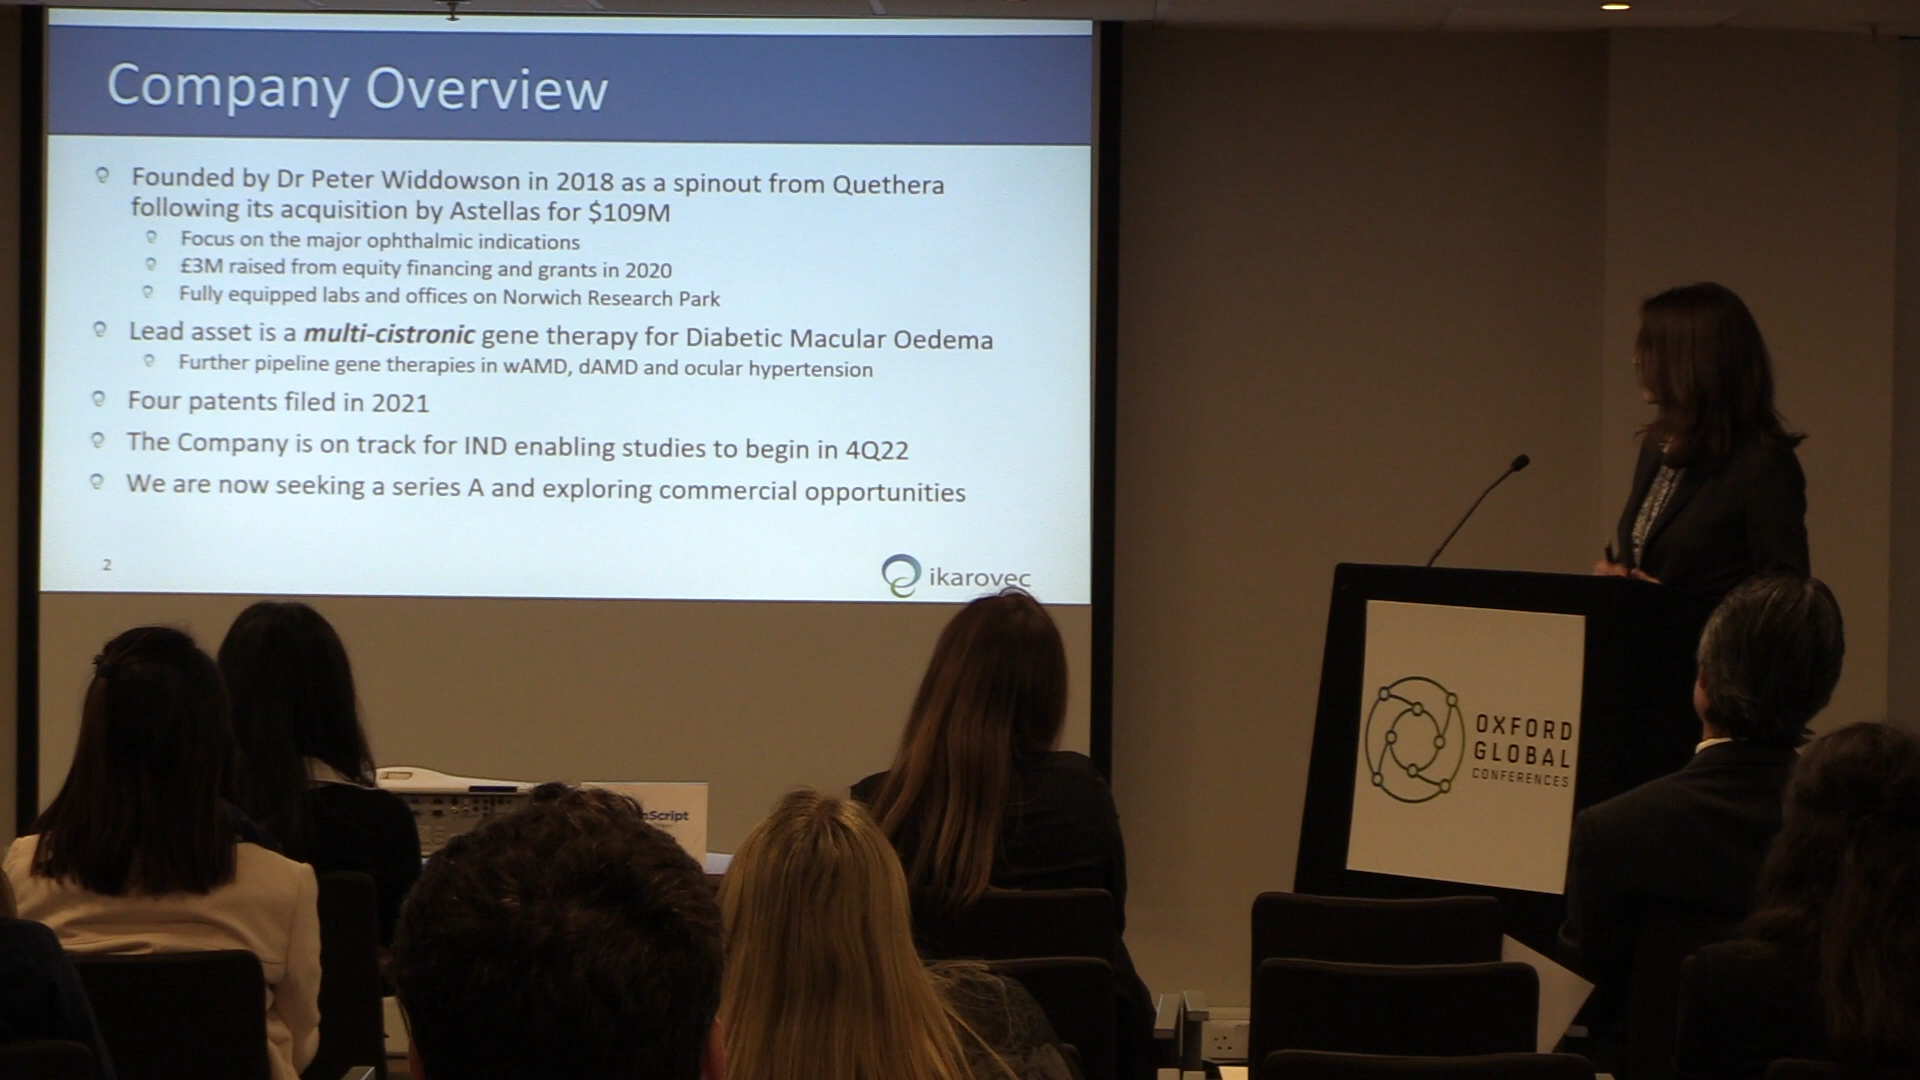 Company Overview
Founded by Dr Peter Widdowson in 2018 as a spinout from Quethera
following its acquisition by Astellas for $109M
Focus on the major ophthalmic indications
£3M raised from equity financing and grants in 2020
Fully equipped labs and offices on Norwich Research Park
Lead asset is a multi-cistronic gene therapy for Diabetic Macular Oedema
Further pipeline gene therapies in wAMD, dAMD and ocular hypertension
Four patents filed in 2021
The Company is on track for IND enabling studies to begin in 4Q22
We are now seeking a series A and exploring commercial opportunities
2
ikarovec
OXFORD
GLOBAL
CONFERENCES